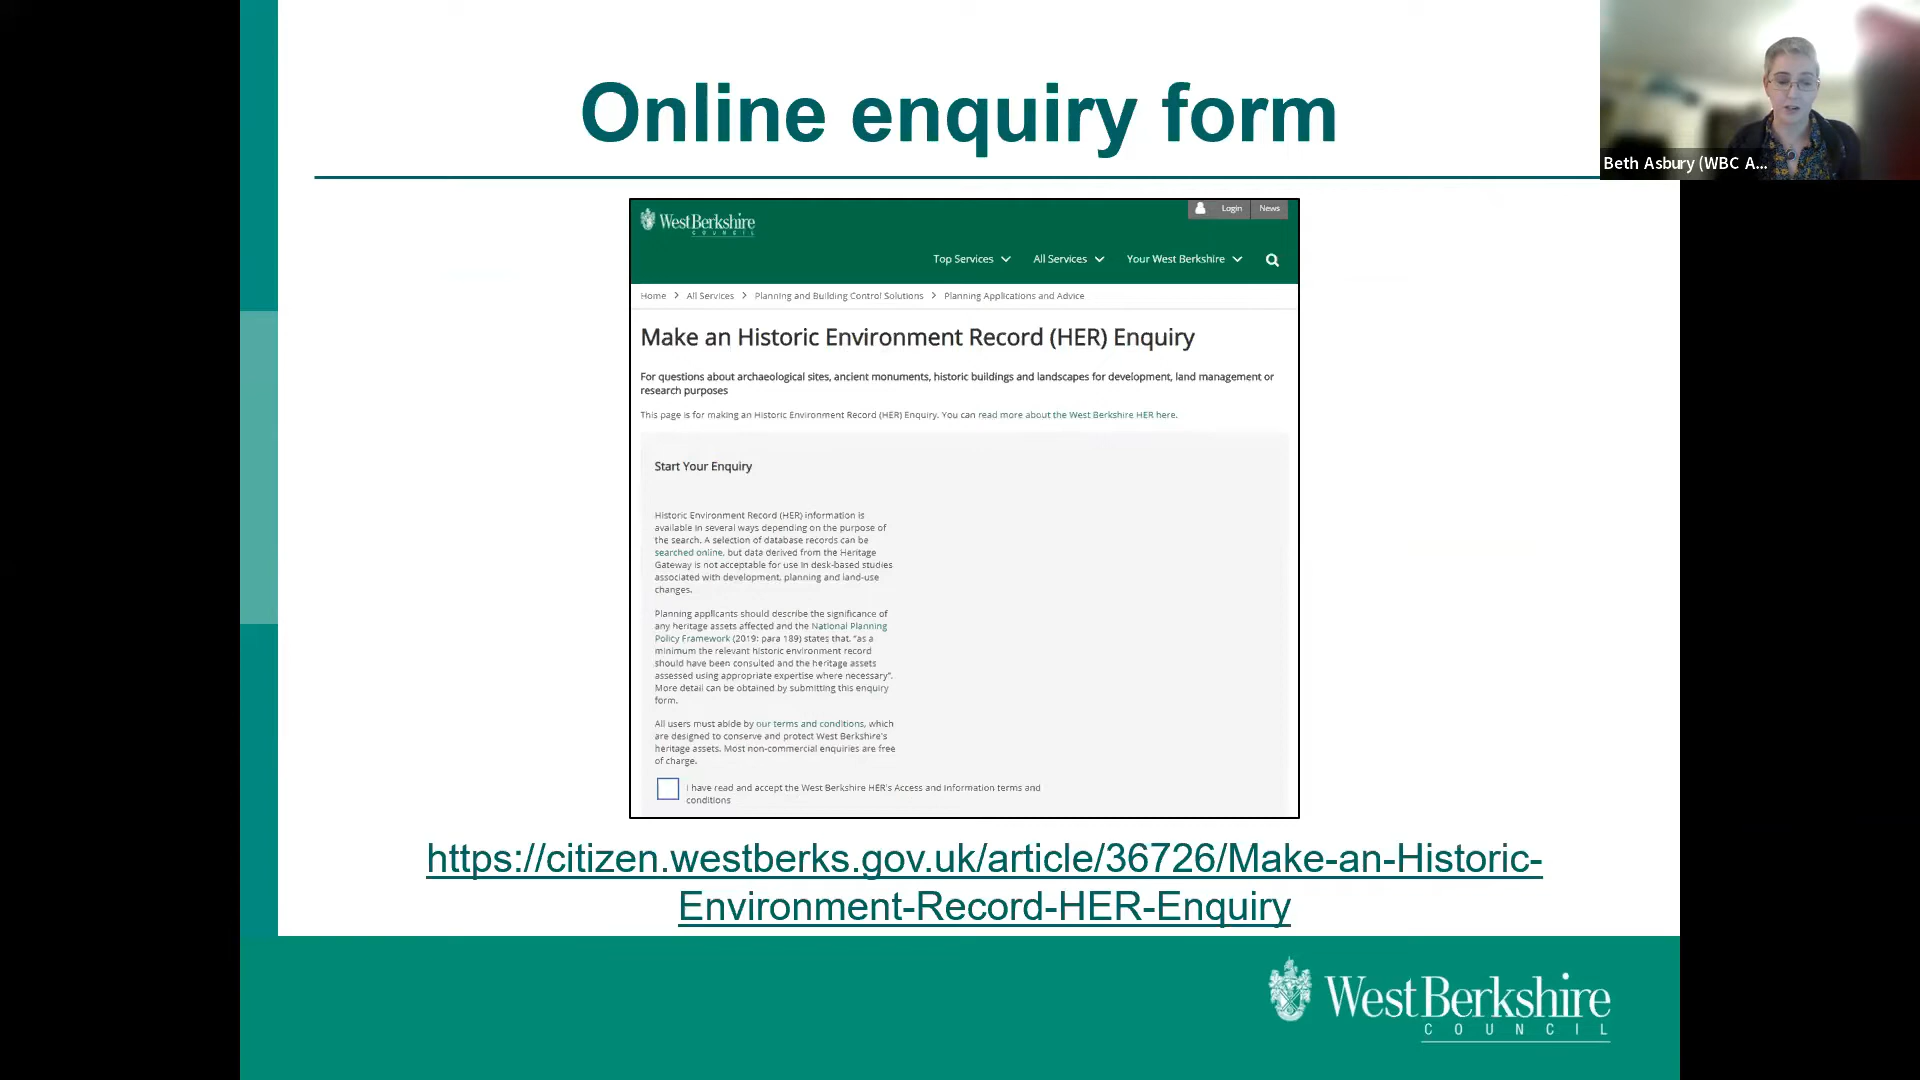 Online enquiry form
Beth Asbury (WBC A...
WestBerkshire
COUNCIL
Login
News
Top Services
All Services
Your West Berkshire
Home > All Services > Planning and Building Control Solutions > Planning Applications and Advice
Make an Historic Environment Record (HER) Enquiry
For questions about archaeological sites, ancient monuments, historic buildings and landscapes for development, land management or
research purposes
This page is for making an Historic Environment Record (HER) Enquiry. You can read more about the West Berkshire HER here.
Start Your Enquiry
Historic Environment Record (HER) information is
available in several ways depending on the purpose of
the search. A selection of database records can be
searched online, but data derived from the Heritage
Gateway is not acceptable for use in desk-based studies
associated with development, planning and land-use
changes.
Planning applicants should describe the significance of
any heritage assets affected and the National Planning
Policy Framework (2019: para 189) states that, "as a
minimum the relevant historic environment record
should have been consulted and the heritage assets
assessed using appropriate expertise where necessary".
More detail can be obtained by submitting this enquiry
form.
All users must abide by our terms and conditions, which
are designed to conserve and protect West Berkshire's
heritage assets. Most non-commercial enquiries are free
of charge.
I have read and accept the West Berkshire HER's Access and Information terms and
conditions
https://citizen.westberks.gov.uk/article/36726/Make-an-Historic-
Environment-Record-HER-Enquiry
WestBerkshire
COUNCIL